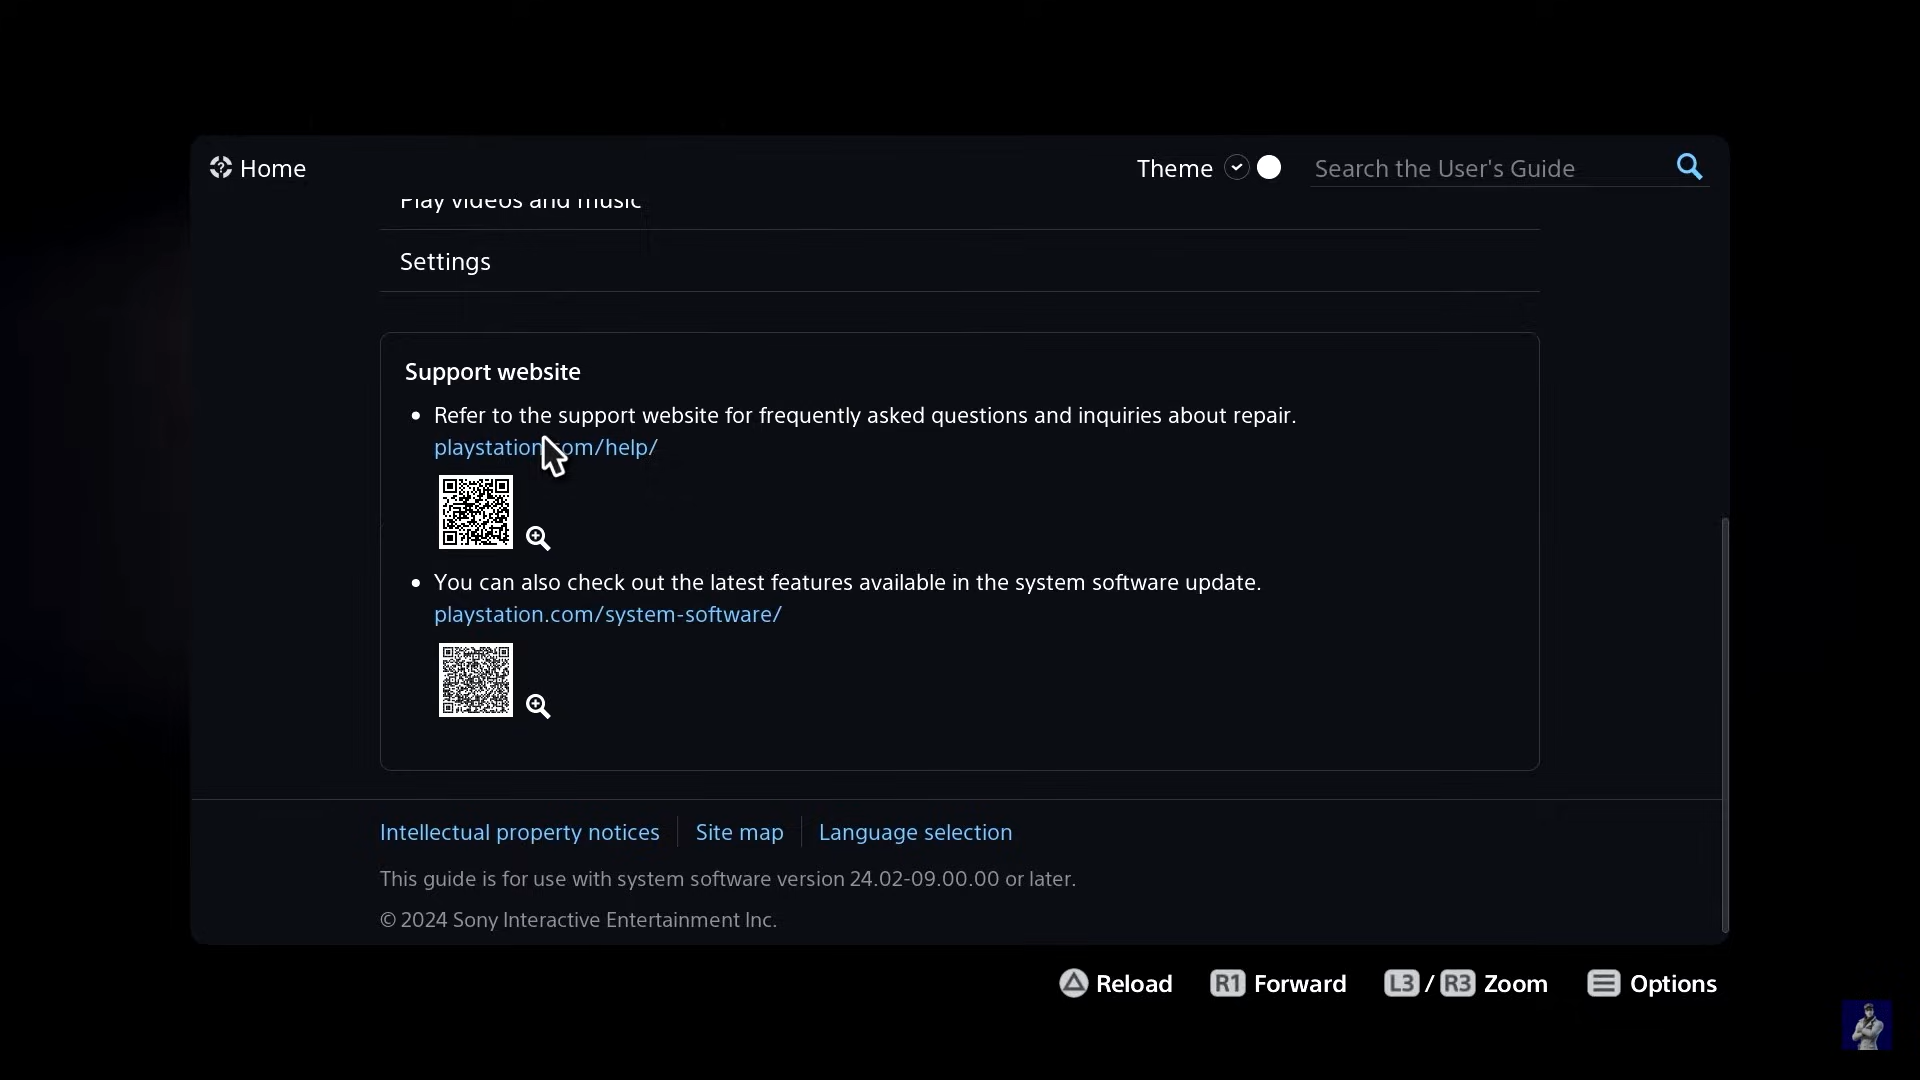 Home
Theme
Search the User's Guide
Play videos and music
Settings
Support website
Refer to the support website for frequently asked questions and inquiries about repair.
playstation.com/help/
You can also check out the latest features available in the system software update.
playstation.com/system-software/
Intellectual property notices
Site map
Language selection
This guide is for use with system software version 24.02-09.00.00 or later.
© 2024 Sony Interactive Entertainment Inc.
Reload
R1 Forward
L3 / R3 Zoom
Options